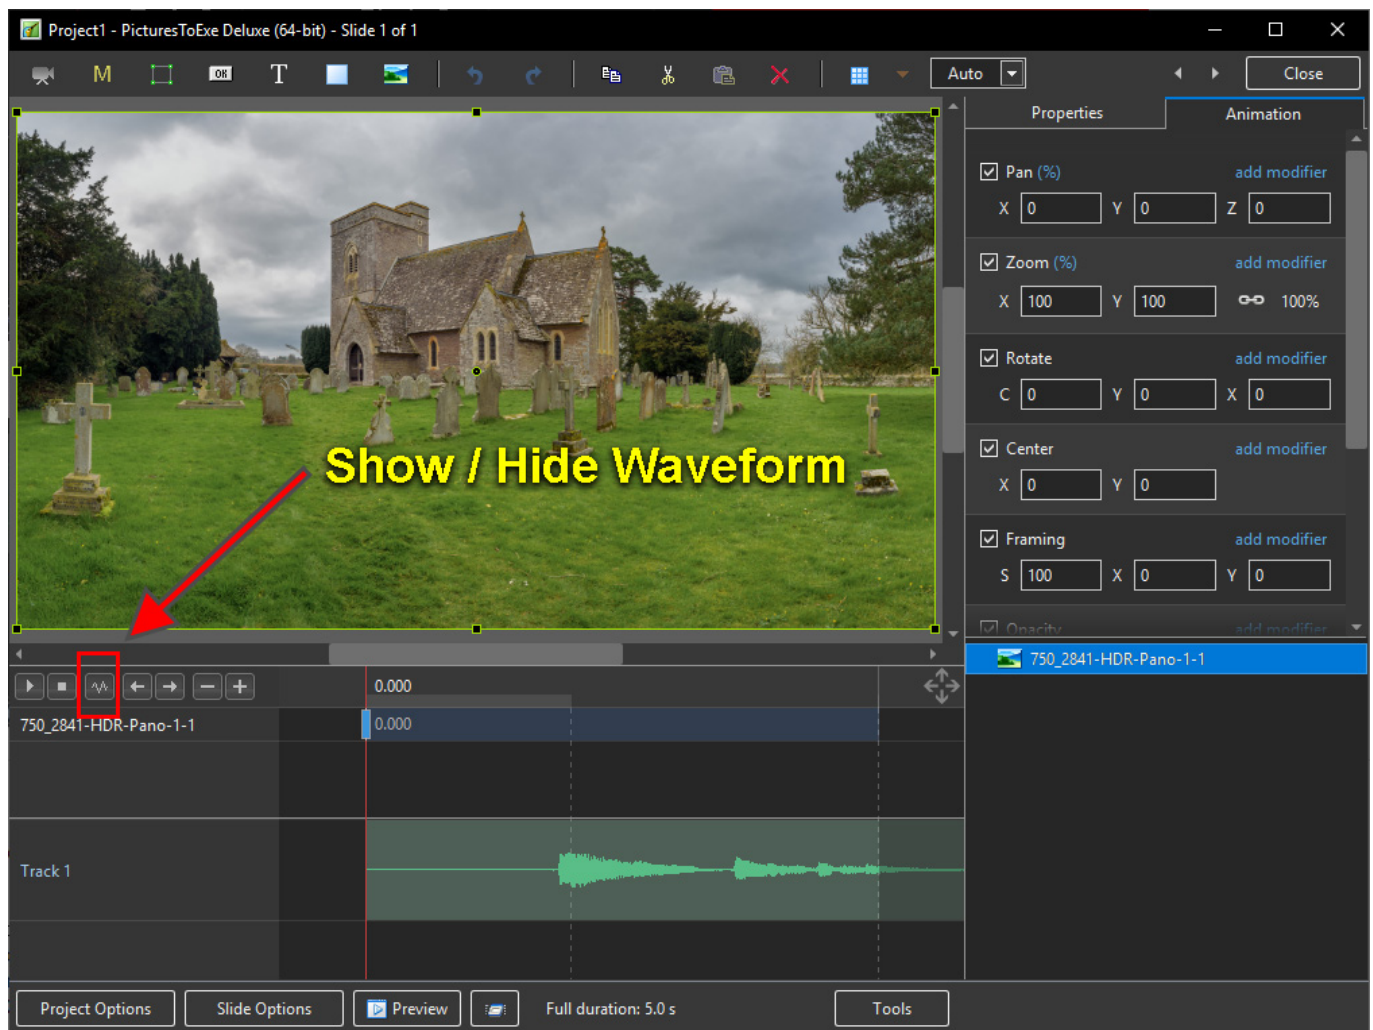 Project1 - PicturesToExe Deluxe (64-bit) - Slide 1 of 1
M OK T Auto Close
Properties Animation
Pan (%) add modifier
X 0 Y 0 Z 0
Zoom (%) add modifier
X 100 Y 100 100%
Rotate add modifier
C 0 Y 0 X 0
Center add modifier
X 0 Y 0
Framing add modifier
S 100 X 0 Y 0
Opacity add modifier
Show / Hide Waveform
750_2841-HDR-Pano-1-1
0.000
750_2841-HDR-Pano-1-1 0.000
Track 1
Project Options Slide Options Preview Full duration: 5.0 s Tools